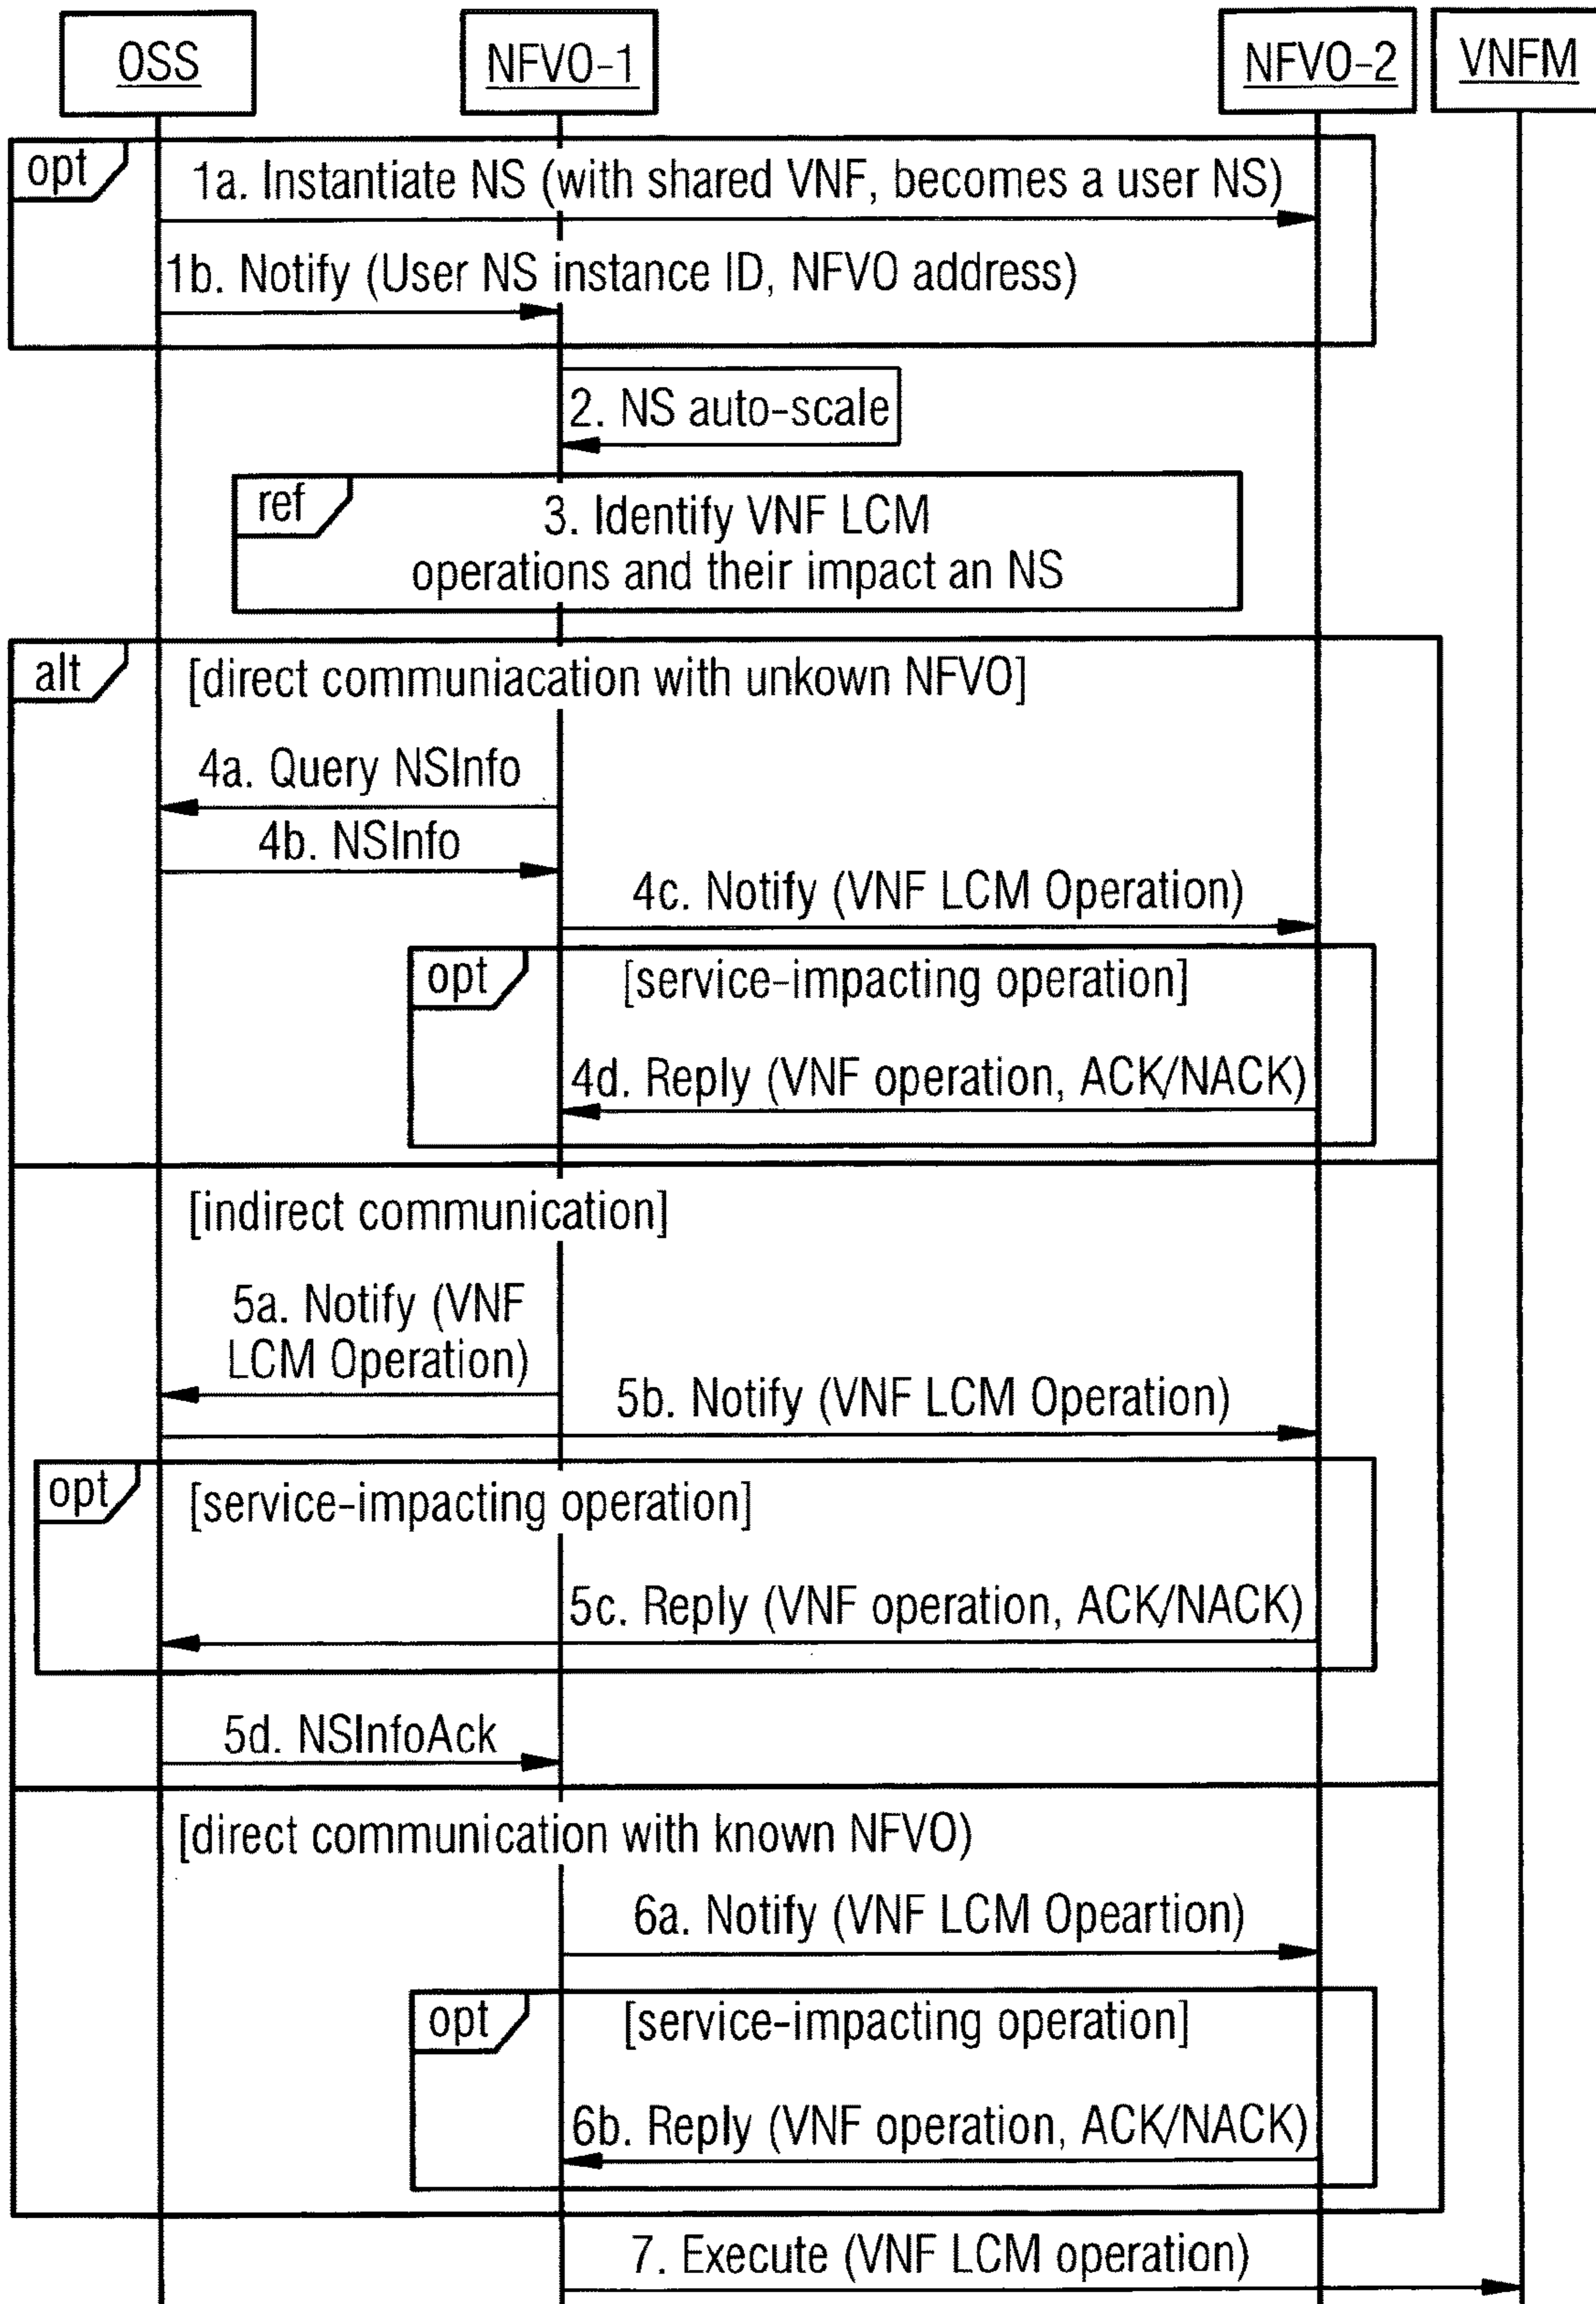 OSS
NFVO-1
NFVO-2
VNFM
opt
1a. Instantiate NS (with shared VNF, becomes a user NS)
1b. Notify (User NS instance ID, NFVO address)
2. NS auto-scale
ref
3. Identify VNF LCM
operations and their impact an NS
alt
[direct communiacation with unkown NFVO]
4a. Query NSInfo
4b. NSInfo
4c. Notify (VNF LCM Operation)
opt
[service-impacting operation]
4d. Reply (VNF operation, ACK/NACK)
[indirect communication]
5a. Notify (VNF
LCM Operation)
5b. Notify (VNF LCM Operation)
opt
[service-impacting operation]
5c. Reply (VNF operation, ACK/NACK)
5d. NSInfoAck
[direct communication with known NFVO)
6a. Notify (VNF LCM Opeartion)
opt
[service-impacting operation]
6b. Reply (VNF operation, ACK/NACK)
7. Execute (VNF LCM operation)